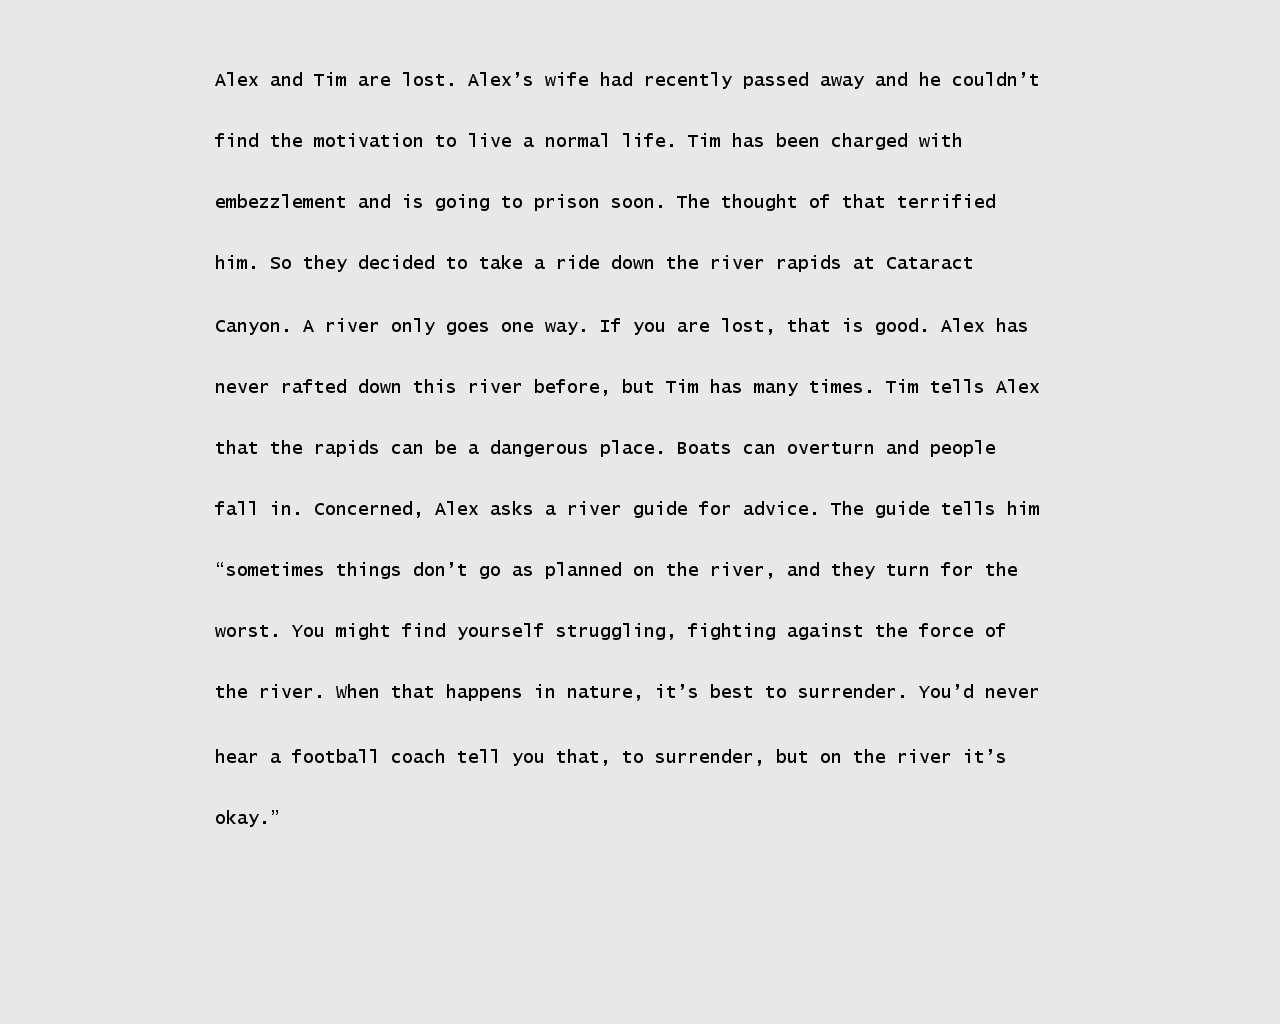 Alex and Tim are lost. Alex’s wife had recently passed away and he couldn’t
find the motivation to live a normal life. Tim has been charged with
embezzlement and is going to prison soon. The thought of that terrified
him. So they decided to take a ride down the river rapids at Cataract
Canyon. A river only goes one way. If you are lost, that is good. Alex has
never rafted down this river before, but Tim has many times. Tim tells Alex
that the rapids can be a dangerous place. Boats can overturn and people
fall in. Concerned, Alex asks a river guide for advice. The guide tells him
“sometimes things don’t go as planned on the river, and they turn for the
worst. You might find yourself struggling, fighting against the force of
the river. When that happens in nature, it’s best to surrender. You’d never
hear a football coach tell you that, to surrender, but on the river it’s
okay.”